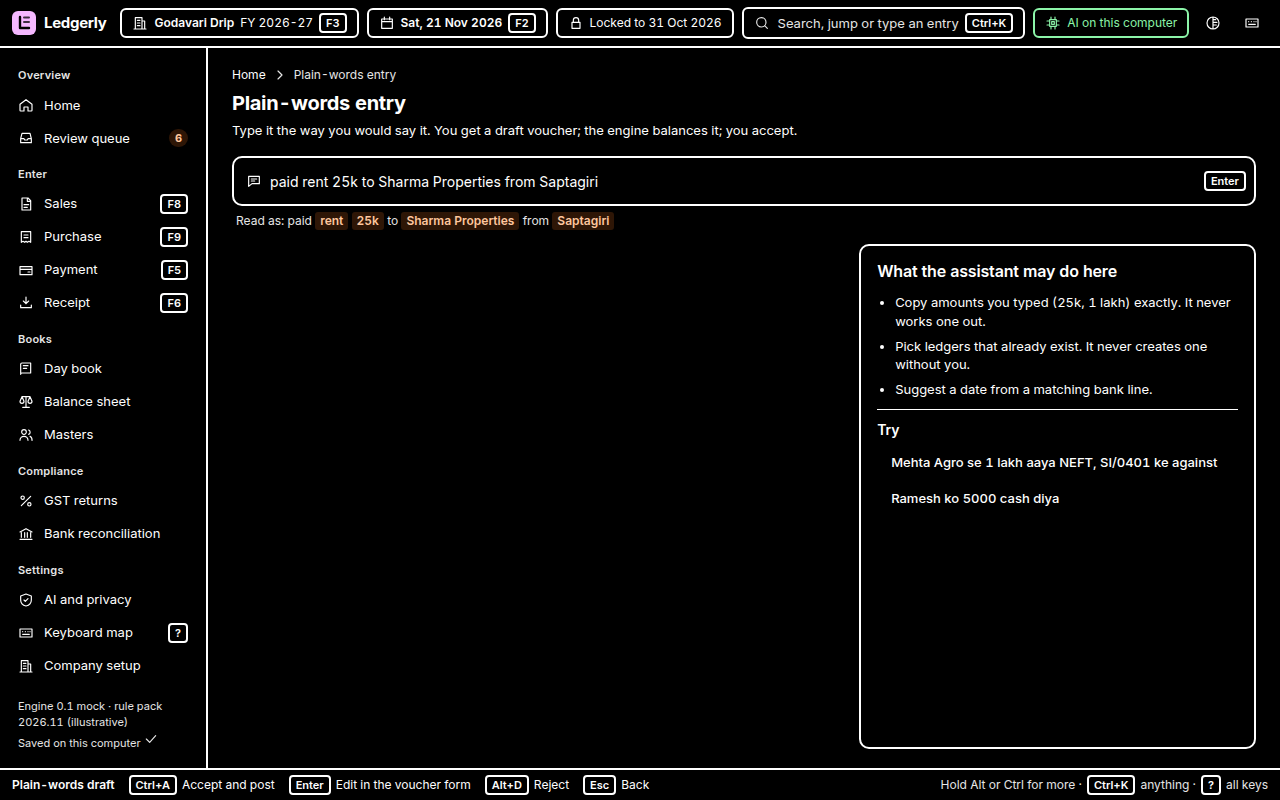 Ledgerly
Godavari Drip FY 2026-27 F3
Sat, 21 Nov 2026 F2
Locked to 31 Oct 2026
Search, jump or type an entry Ctrl+K
AI on this computer
Overview
Home
Review queue 6
Enter
Sales F8
Purchase F9
Payment F5
Receipt F6
Books
Day book
Balance sheet
Masters
Compliance
GST returns
Bank reconciliation
Settings
AI and privacy
Keyboard map ?
Company setup
Engine 0.1 mock · rule pack
2026.11 (illustrative)
Saved on this computer
Home > Plain-words entry
Plain-words entry
Type it the way you would say it. You get a draft voucher; the engine balances it; you accept.
paid rent 25k to Sharma Properties from Saptagiri Enter
Read as: paid rent 25k to Sharma Properties from Saptagiri
What the assistant may do here
• Copy amounts you typed (25k, 1 lakh) exactly. It never
works one out.
• Pick ledgers that already exist. It never creates one
without you.
• Suggest a date from a matching bank line.
Try
Mehta Agro se 1 lakh aaya NEFT, SI/0401 ke against
Ramesh ko 5000 cash diya
Plain-words draft Ctrl+A Accept and post Enter Edit in the voucher form Alt+D Reject Esc Back
Hold Alt or Ctrl for more · Ctrl+K anything · ? all keys